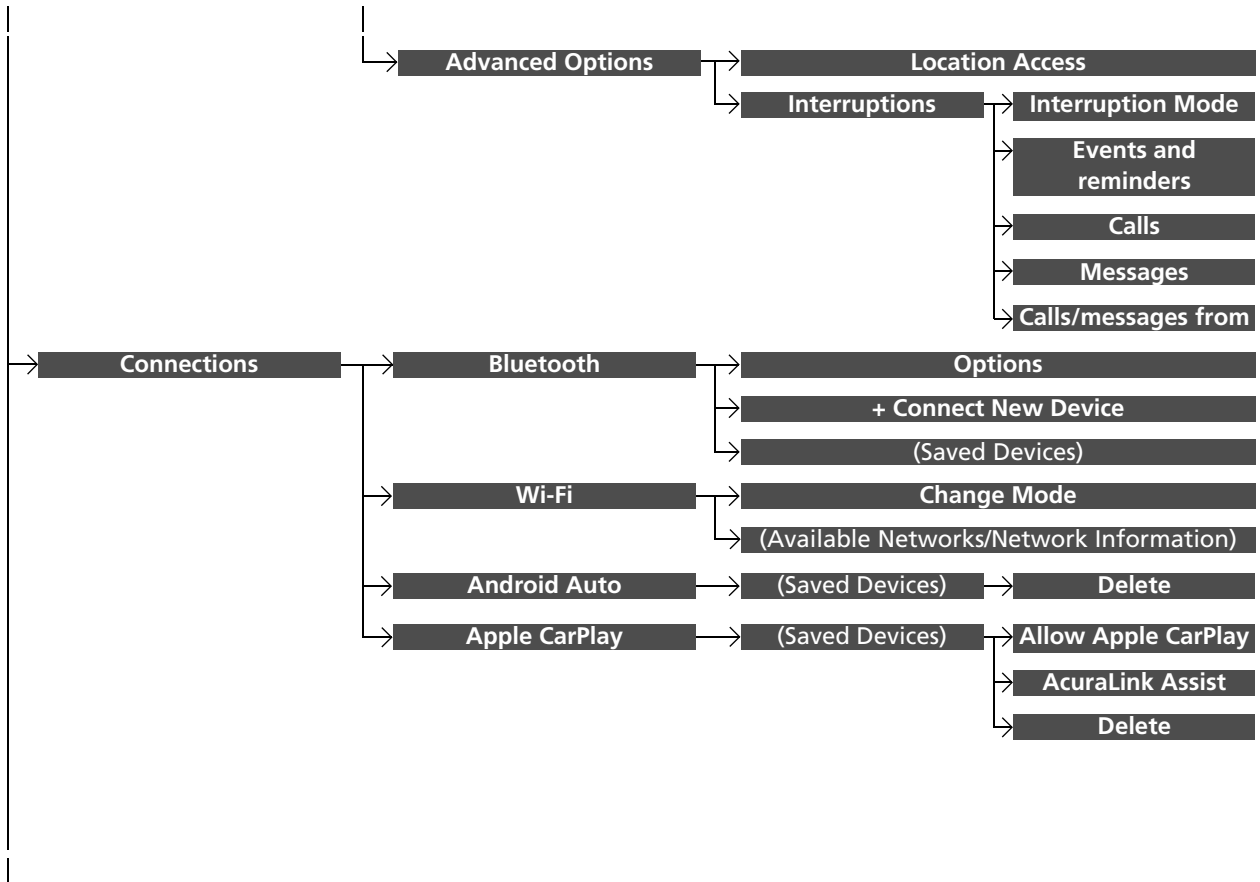 Advanced Options
Location Access
Interruptions
Interruption Mode
Events and
reminders
Calls
Messages
Calls/messages from
Connections
Bluetooth
Options
+ Connect New Device
(Saved Devices)
Wi-Fi
Change Mode
(Available Networks/Network Information)
Android Auto
(Saved Devices)
Delete
Apple CarPlay
(Saved Devices)
Allow Apple CarPlay
AcuraLink Assist
Delete